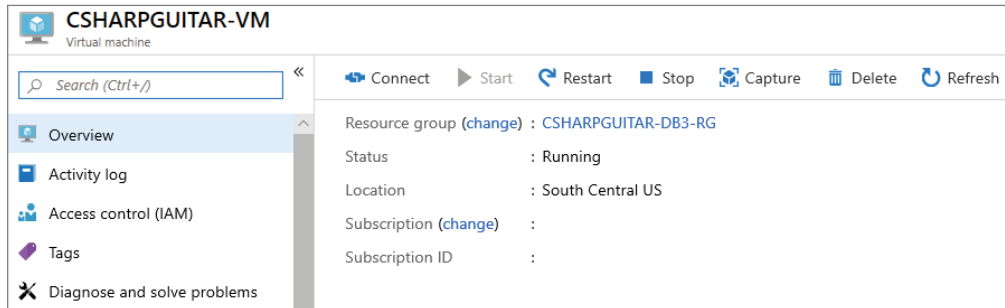 CSHARPGUITAR-VM
Virtual machine
Search (Ctrl+/)
«
Connect Start Restart Stop Capture Delete Refresh
Overview
Activity log
Access control (IAM)
Tags
Diagnose and solve problems
Resource group (change) : CSHARPGUITAR-DB3-RG
Status : Running
Location : South Central US
Subscription (change) :
Subscription ID :